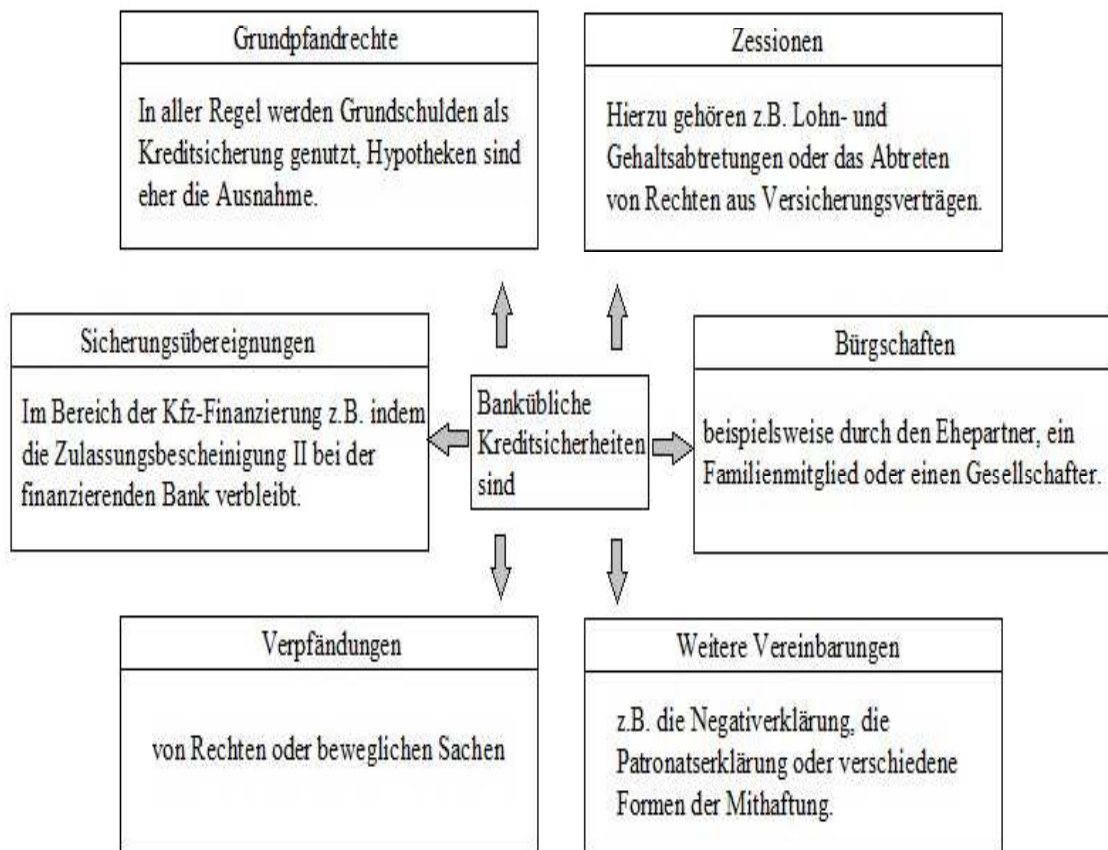 Grundpfandrechte
In aller Regel werden Grundschulden als
Kreditsicherung genutzt, Hypotheken sind
eher die Ausnahme.
Zessionen
Hierzu gehören z.B. Lohn- und
Gehaltsabtretungen oder das Abtreten
von Rechten aus Versicherungsverträgen.
Sicherungsübereignungen
Im Bereich der Kfz-Finanzierung z.B. indem
die Zulassungsbescheinigung II bei der
finanzierenden Bank verbleibt.
Bankübliche
Kreditsicherheiten
sind
Bürgschaften
beispielsweise durch den Ehepartner, ein
Familienmitglied oder einen Gesellschafter.
Verpfändungen
von Rechten oder beweglichen Sachen
Weitere Vereinbarungen
z.B. die Negativerklärung, die
Patronatserklärung oder verschiedene
Formen der Mithaftung.